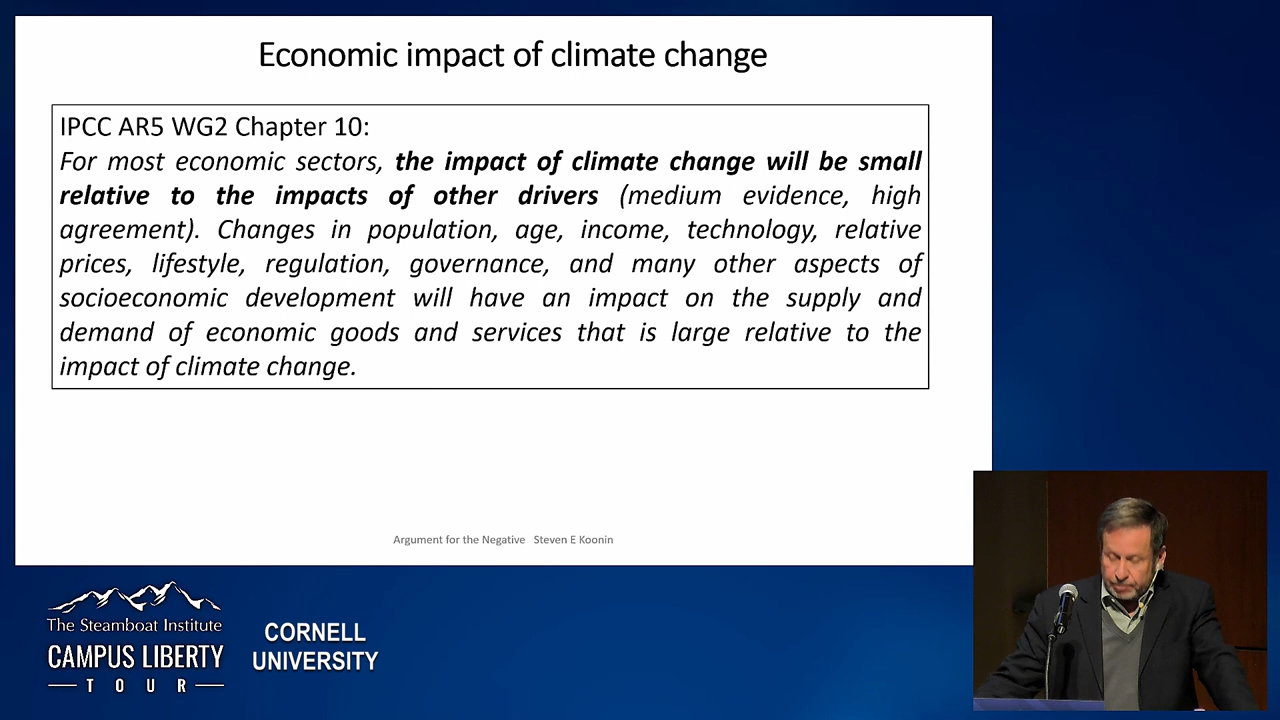 Economic impact of climate change
IPCC AR5 WG2 Chapter 10:
For most economic sectors, the impact of climate change will be small
relative to the impacts of other drivers (medium evidence, high
agreement). Changes in population, age, income, technology, relative
prices, lifestyle, regulation, governance, and many other aspects of
socioeconomic development will have an impact on the supply and
demand of economic goods and services that is large relative to the
impact of climate change.
Argument for the Negative Steven E Koonin
The Steamboat Institute
CAMPUS LIBERTY
TOUR
CORNELL
UNIVERSITY